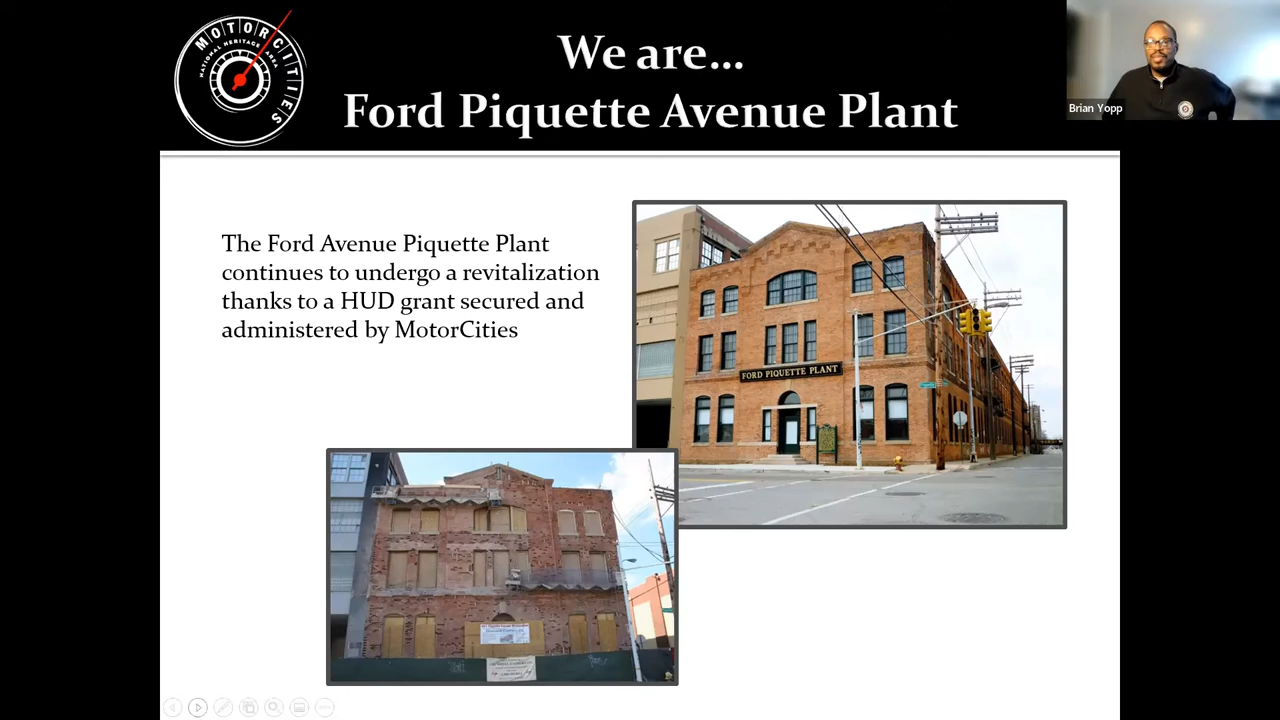 MOTORCITIES
NATIONAL HERITAGE AREA
We are...
Ford Piquette Avenue Plant
Brian Yopp
The Ford Avenue Piquette Plant
continues to undergo a revitalization
thanks to a HUD grant secured and
administered by MotorCities
FORD PIQUETTE PLANT